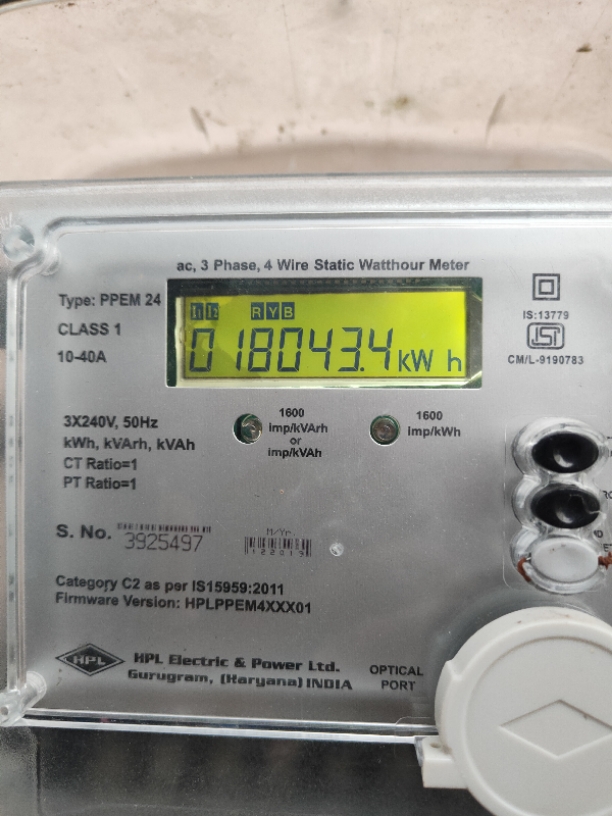 ac, 3 Phase, 4 Wire Static Watthour Meter
Type: PPEM 24
CLASS 1
10-40A
R Y B
018043.4 kW h
IS:13779
ISI
CM/L-9190783
3X240V, 50Hz
kWh, kVArh, kVAh
CT Ratio=1
PT Ratio=1
1600
imp/kVArh
or
imp/kVAh
1600
imp/kWh
S. No.
3925497
M/Yr.
122019
Category C2 as per IS15959:2011
Firmware Version: HPLPPEM4XXX01
HPL
HPL Electric & Power Ltd.
Gurugram, (Haryana) INDIA
OPTICAL
PORT